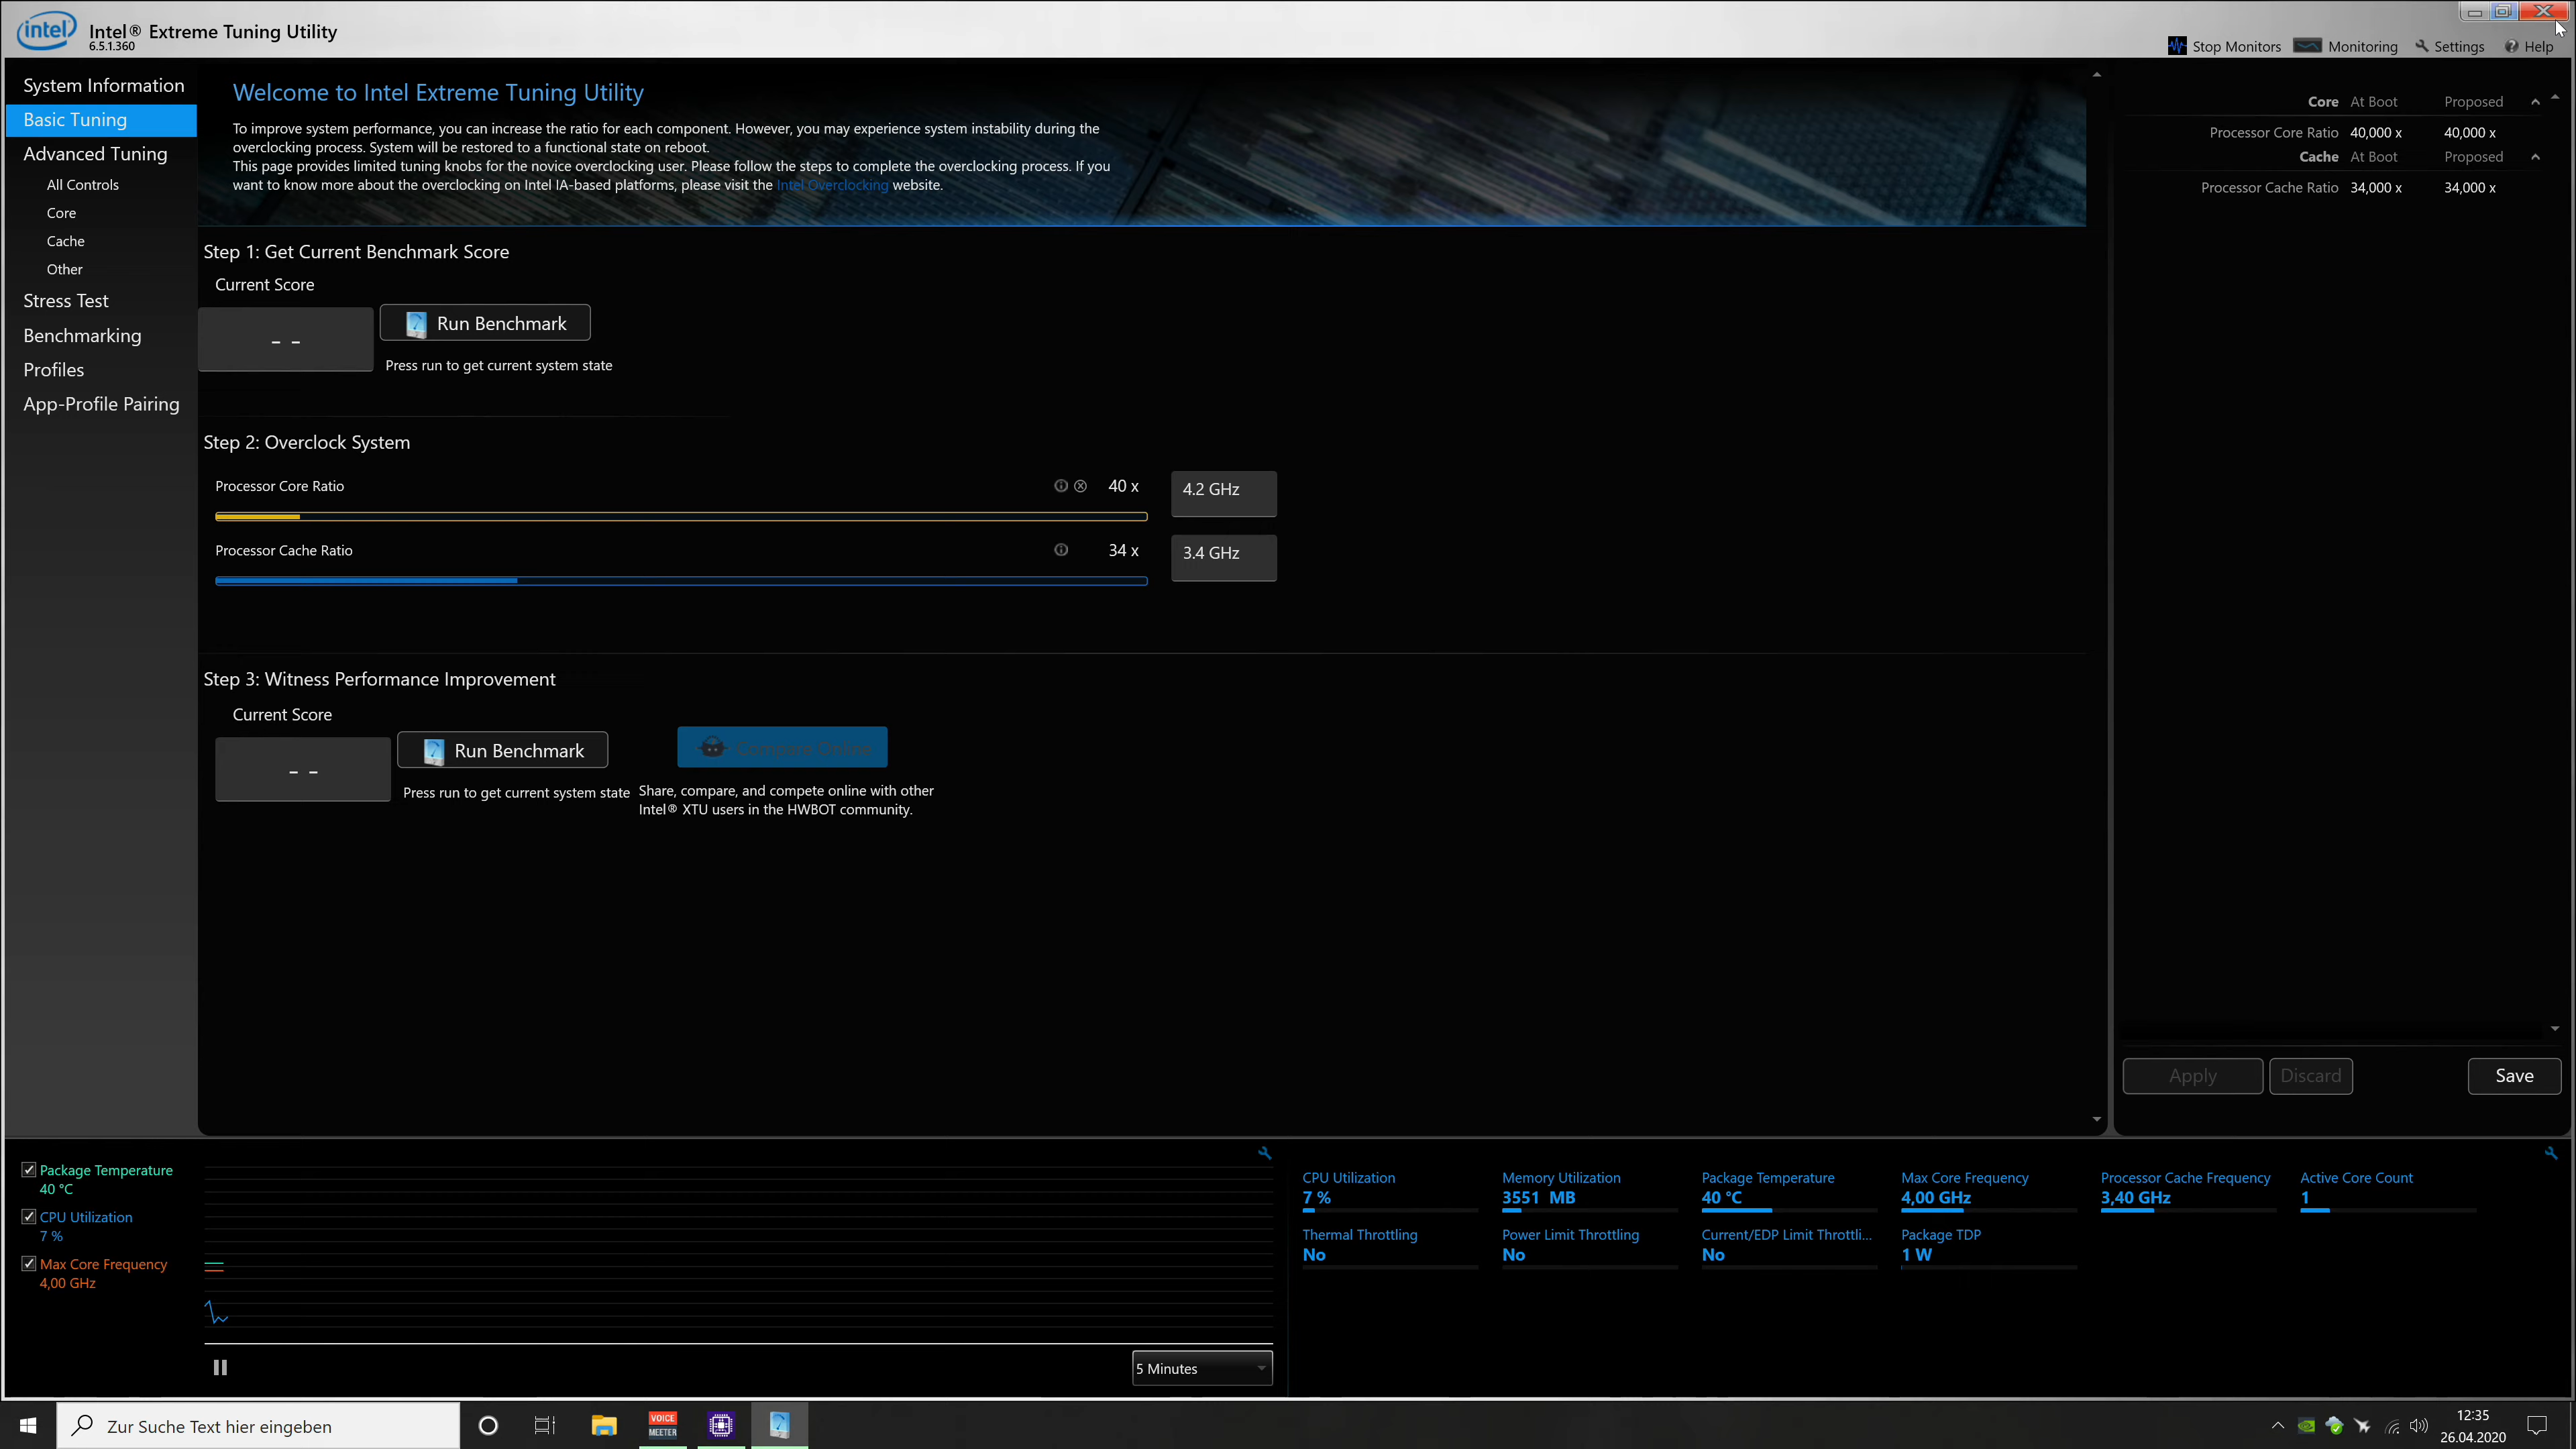 intel
Intel® Extreme Tuning Utility
6.5.1.360
Stop Monitors
Monitoring
Settings
Help
System Information
Basic Tuning
Advanced Tuning
All Controls
Core
Cache
Other
Stress Test
Benchmarking
Profiles
App-Profile Pairing
Welcome to Intel Extreme Tuning Utility
To improve system performance, you can increase the ratio for each component. However, you may experience system instability during the
overclocking process. System will be restored to a functional state on reboot.
This page provides limited tuning knobs for the novice overclocking user. Please follow the steps to complete the overclocking process. If you
want to know more about the overclocking on Intel IA-based platforms, please visit the Intel Overclocking website.
Step 1: Get Current Benchmark Score
Current Score
- -
Run Benchmark
Press run to get current system state
Step 2: Overclock System
Processor Core Ratio 40 x 4.2 GHz
Processor Cache Ratio 34 x 3.4 GHz
Step 3: Witness Performance Improvement
Current Score
- -
Run Benchmark
Compare Online
Press run to get current system state
Share, compare, and compete online with other
Intel® XTU users in the HWBOT community.
Core At Boot Proposed
Processor Core Ratio 40,000 x 40,000 x
Cache At Boot Proposed
Processor Cache Ratio 34,000 x 34,000 x
Apply
Discard
Save
Package Temperature
40 °C
CPU Utilization
7 %
Max Core Frequency
4,00 GHz
5 Minutes
CPU Utilization
7 %
Memory Utilization
3551 MB
Package Temperature
40 °C
Max Core Frequency
4,00 GHz
Processor Cache Frequency
3,40 GHz
Active Core Count
1
Thermal Throttling
No
Power Limit Throttling
No
Current/EDP Limit Throttli...
No
Package TDP
1 W
Zur Suche Text hier eingeben
VOICE
MEETER
12:35
26.04.2020